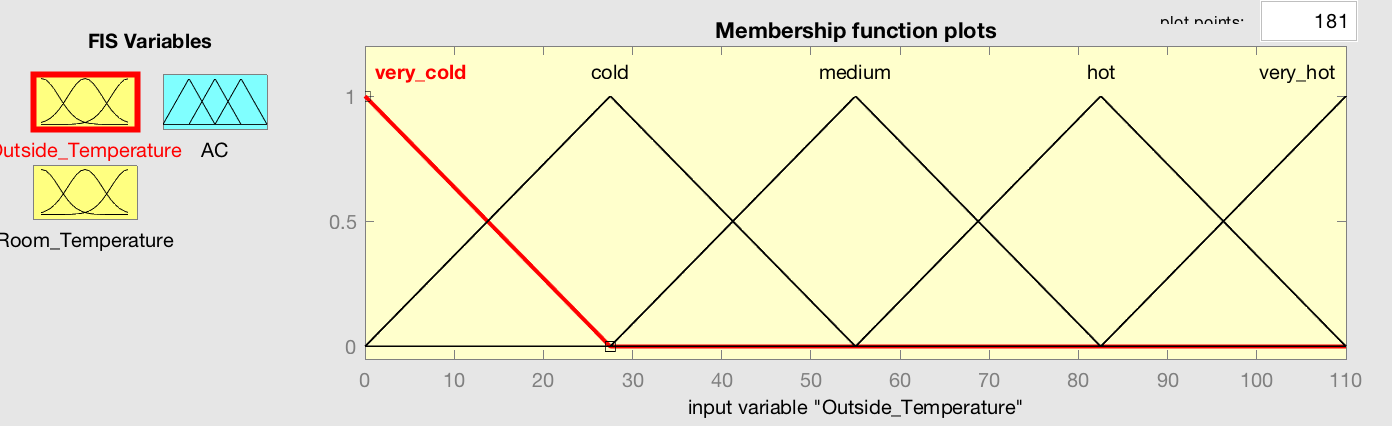 plot points: 181
FIS Variables
Membership function plots
very_cold cold medium hot very_hot
1
Outside_Temperature AC
0.5
Room_Temperature
0
0 10 20 30 40 50 60 70 80 90 100 110
input variable "Outside_Temperature"